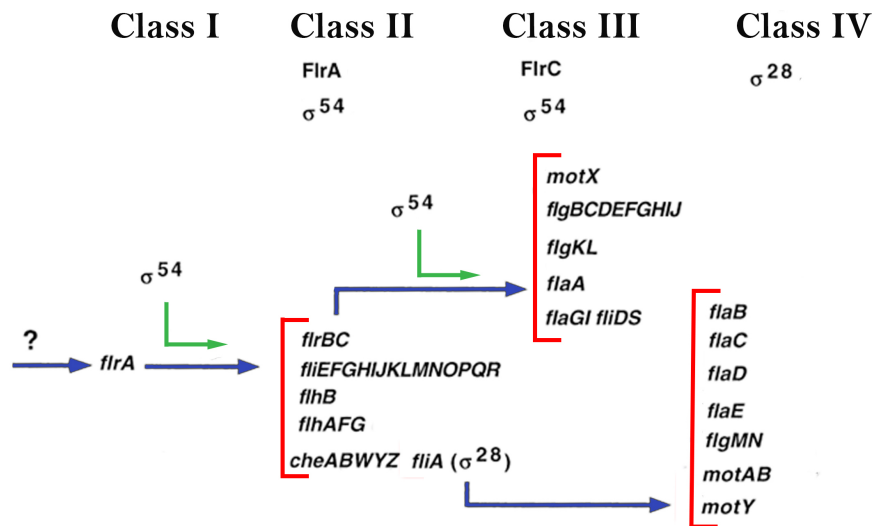 Class I Class II Class III Class IV
FlrA FlrC σ28
σ54 σ54
motX
flgBCDEFGHIJ
σ54
flgKL
σ54
flaA
flaGI fliDS
flaB
? flrBC flaC
flrA fliEFGHIJKLMNOPQR flaD
flhB
flaE
flhAFG
flgMN
cheABWYZ fliA (σ28)
motAB
motY